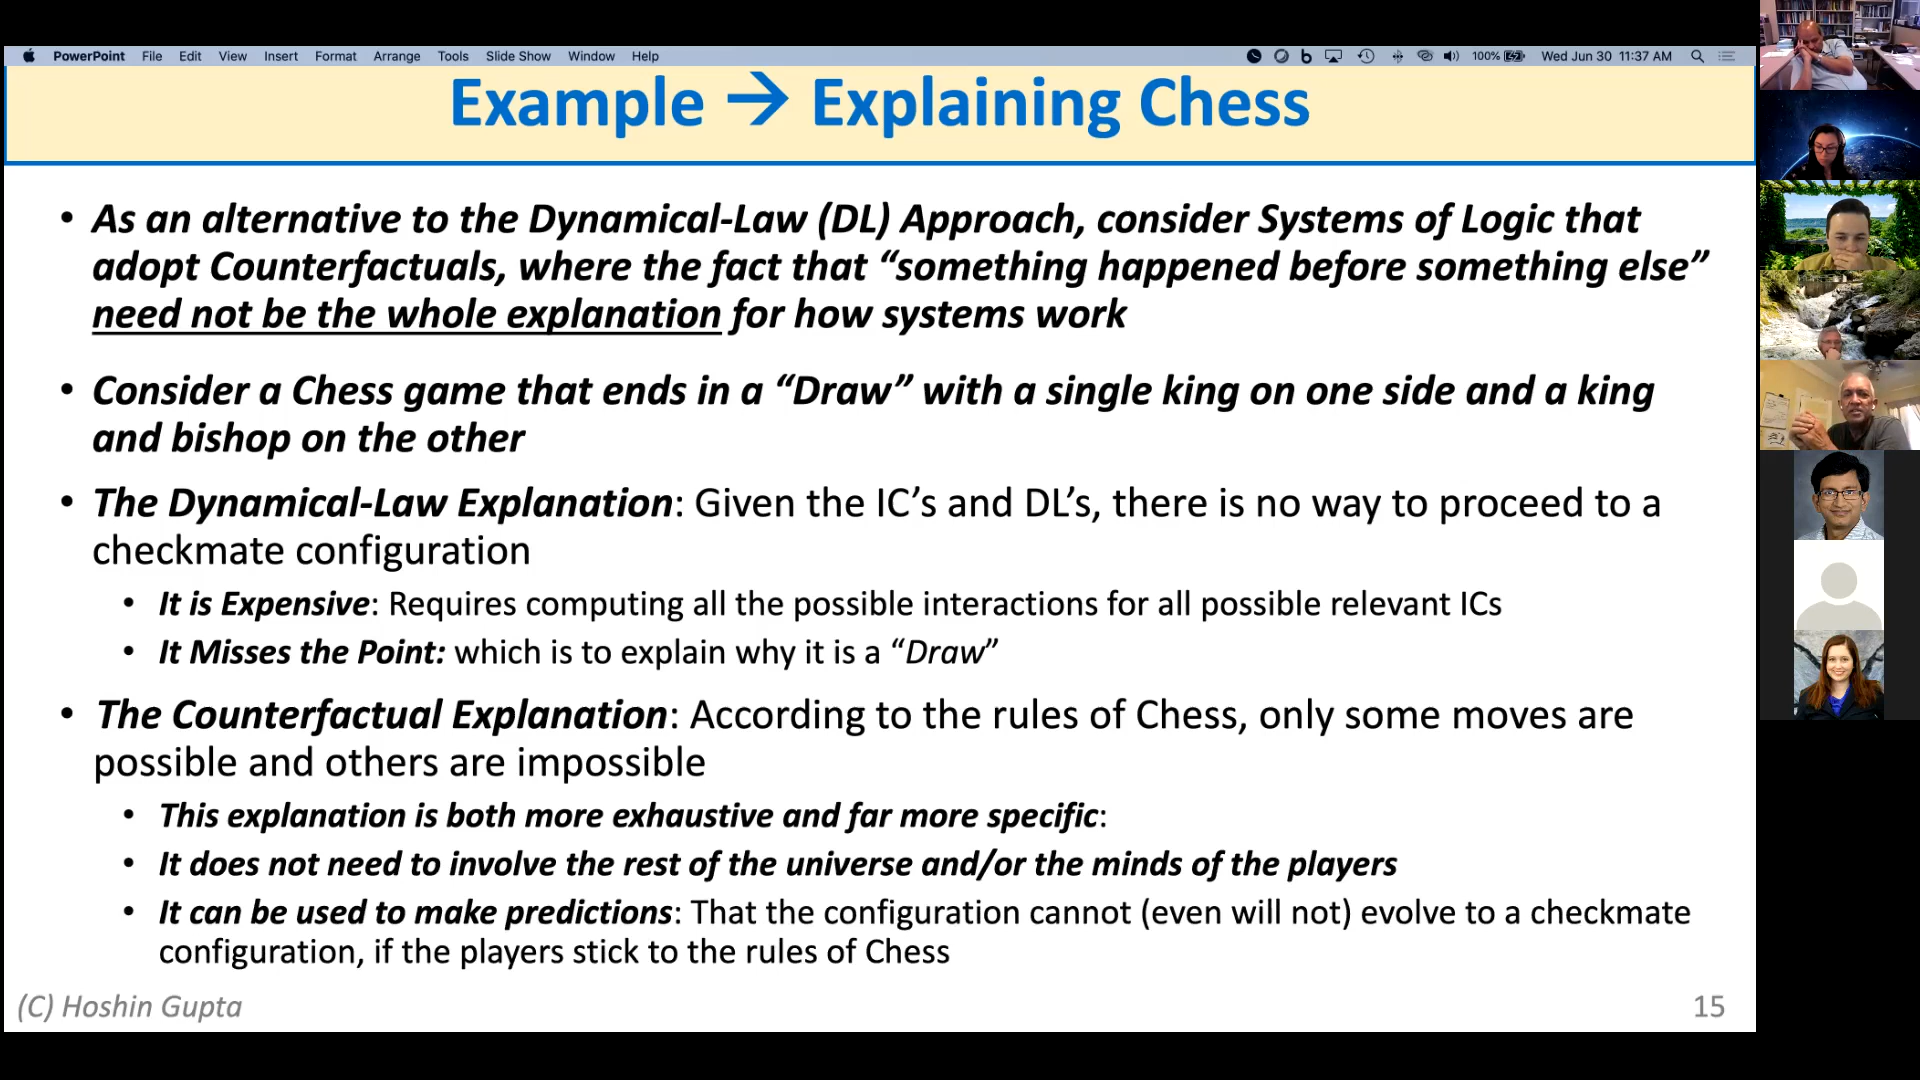 PowerPoint File Edit View Insert Format Arrange Tools Slide Show Window Help 100% Wed Jun 30 11:37 AM
Example → Explaining Chess
• As an alternative to the Dynamical-Law (DL) Approach, consider Systems of Logic that
adopt Counterfactuals, where the fact that “something happened before something else”
need not be the whole explanation for how systems work
• Consider a Chess game that ends in a “Draw” with a single king on one side and a king
and bishop on the other
• The Dynamical-Law Explanation: Given the IC’s and DL’s, there is no way to proceed to a
checkmate configuration
• It is Expensive: Requires computing all the possible interactions for all possible relevant ICs
• It Misses the Point: which is to explain why it is a “Draw”
• The Counterfactual Explanation: According to the rules of Chess, only some moves are
possible and others are impossible
• This explanation is both more exhaustive and far more specific:
• It does not need to involve the rest of the universe and/or the minds of the players
• It can be used to make predictions: That the configuration cannot (even will not) evolve to a checkmate
configuration, if the players stick to the rules of Chess
(C) Hoshin Gupta
15